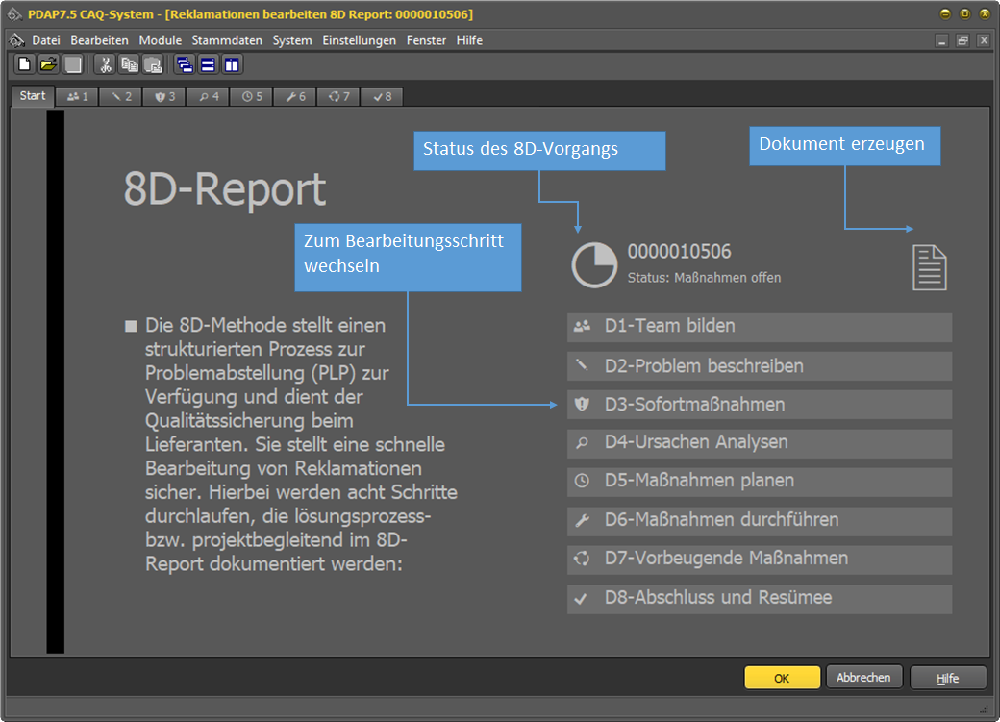 PDAP7.5 CAQ-System - [Reklamationen bearbeiten 8D Report: 0000010506]
Datei Bearbeiten Module Stammdaten System Einstellungen Fenster Hilfe
Start 1 2 3 4 5 6 7 8
Status des 8D-Vorgangs
Dokument erzeugen
8D-Report
Zum Bearbeitungsschritt
wechseln
0000010506
Status: Maßnahmen offen
Die 8D-Methode stellt einen
strukturierten Prozess zur
Problemabstellung (PLP) zur
Verfügung und dient der
Qualitätssicherung beim
Lieferanten. Sie stellt eine schnelle
Bearbeitung von Reklamationen
sicher. Hierbei werden acht Schritte
durchlaufen, die lösungsprozess-
bzw. projektbegleitend im 8D-
Report dokumentiert werden:
D1-Team bilden
D2-Problem beschreiben
D3-Sofortmaßnahmen
D4-Ursachen Analysen
D5-Maßnahmen planen
D6-Maßnahmen durchführen
D7-Vorbeugende Maßnahmen
D8-Abschluss und Resümee
OK Abbrechen Hilfe